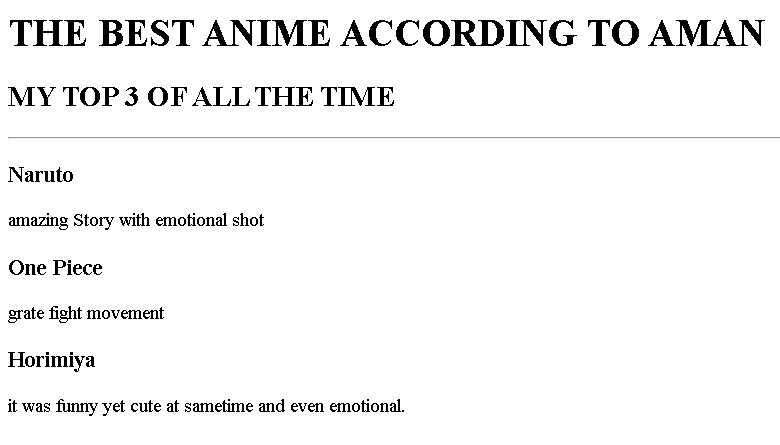 THE BEST ANIME ACCORDING TO AMAN
MY TOP 3 OF ALL THE TIME
Naruto
amazing Story with emotional shot
One Piece
grate fight movement
Horimiya
it was funny yet cute at sametime and even emotional.